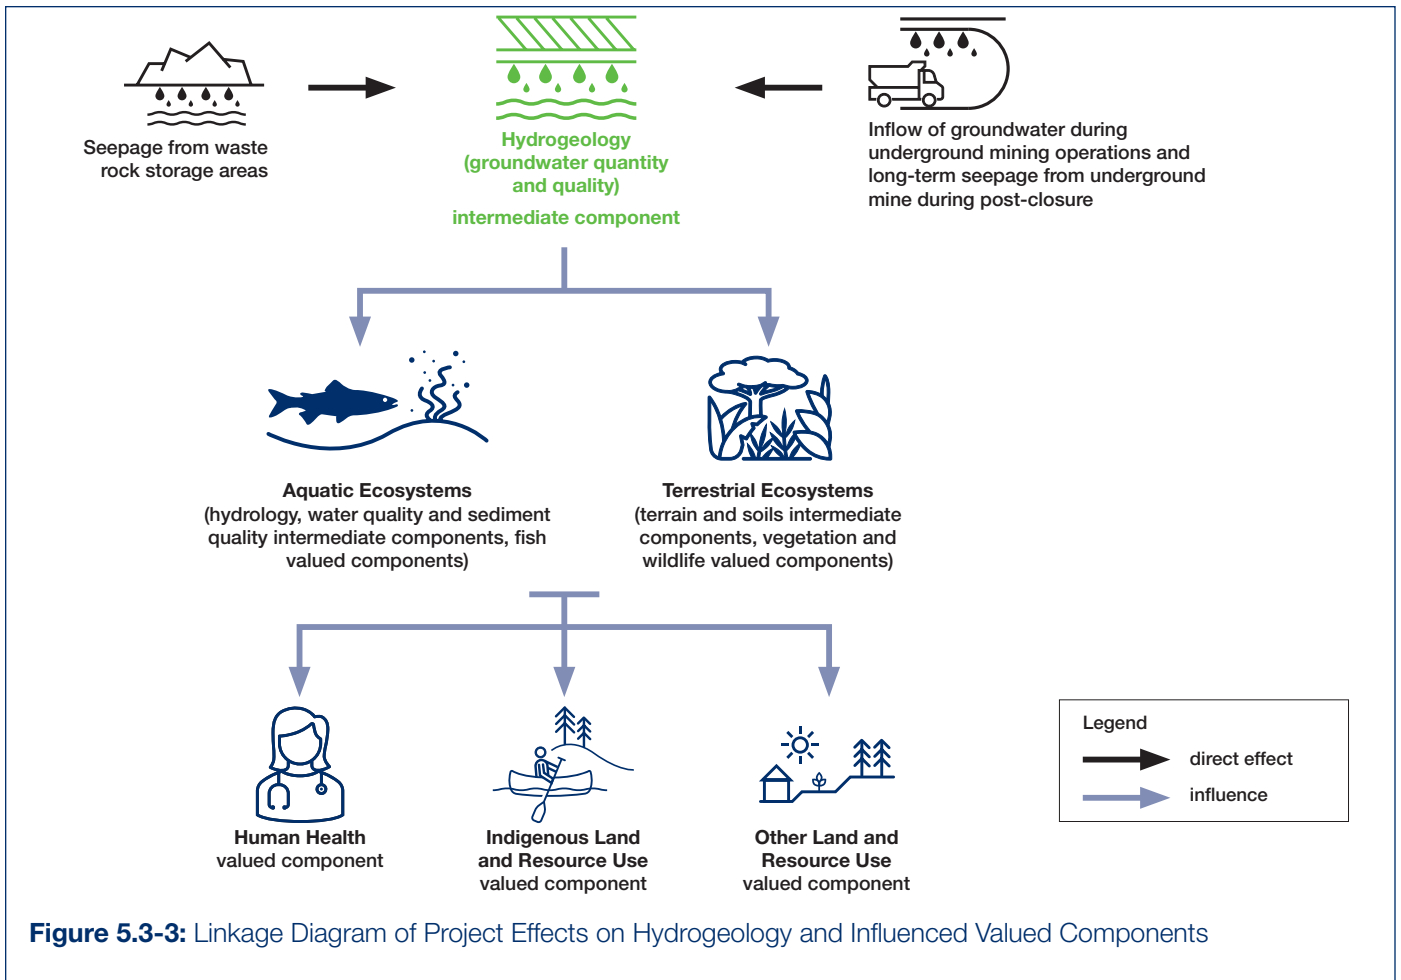 Seepage from waste
rock storage areas
Hydrogeology
(groundwater quantity
and quality)
intermediate component
Inflow of groundwater during
underground mining operations and
long-term seepage from underground
mine during post-closure
Aquatic Ecosystems
(hydrology, water quality and sediment
quality intermediate components, fish
valued components)
Terrestrial Ecosystems
(terrain and soils intermediate
components, vegetation and
wildlife valued components)
Human Health
valued component
Indigenous Land
and Resource Use
valued component
Other Land and
Resource Use
valued component
Legend
direct effect
influence
Figure 5.3-3: Linkage Diagram of Project Effects on Hydrogeology and Influenced Valued Components